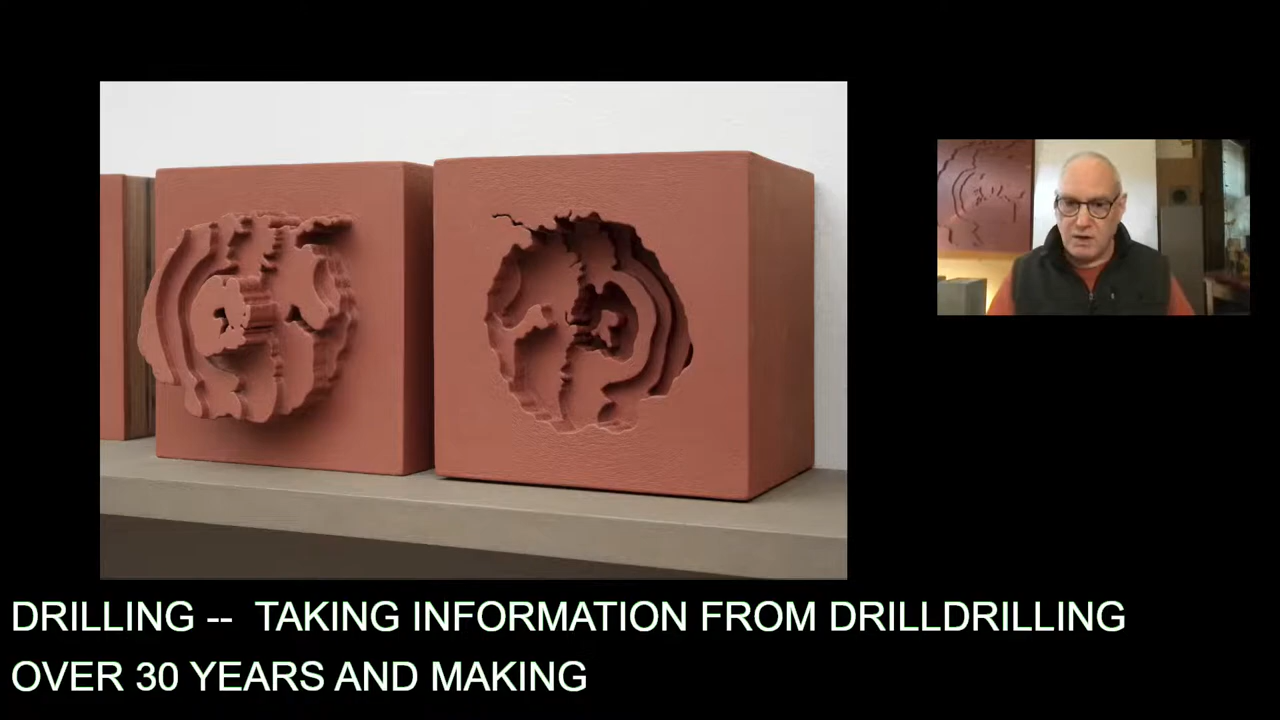 DRILLING --  TAKING INFORMATION FROM DRILLDRILLING
OVER 30 YEARS AND MAKING